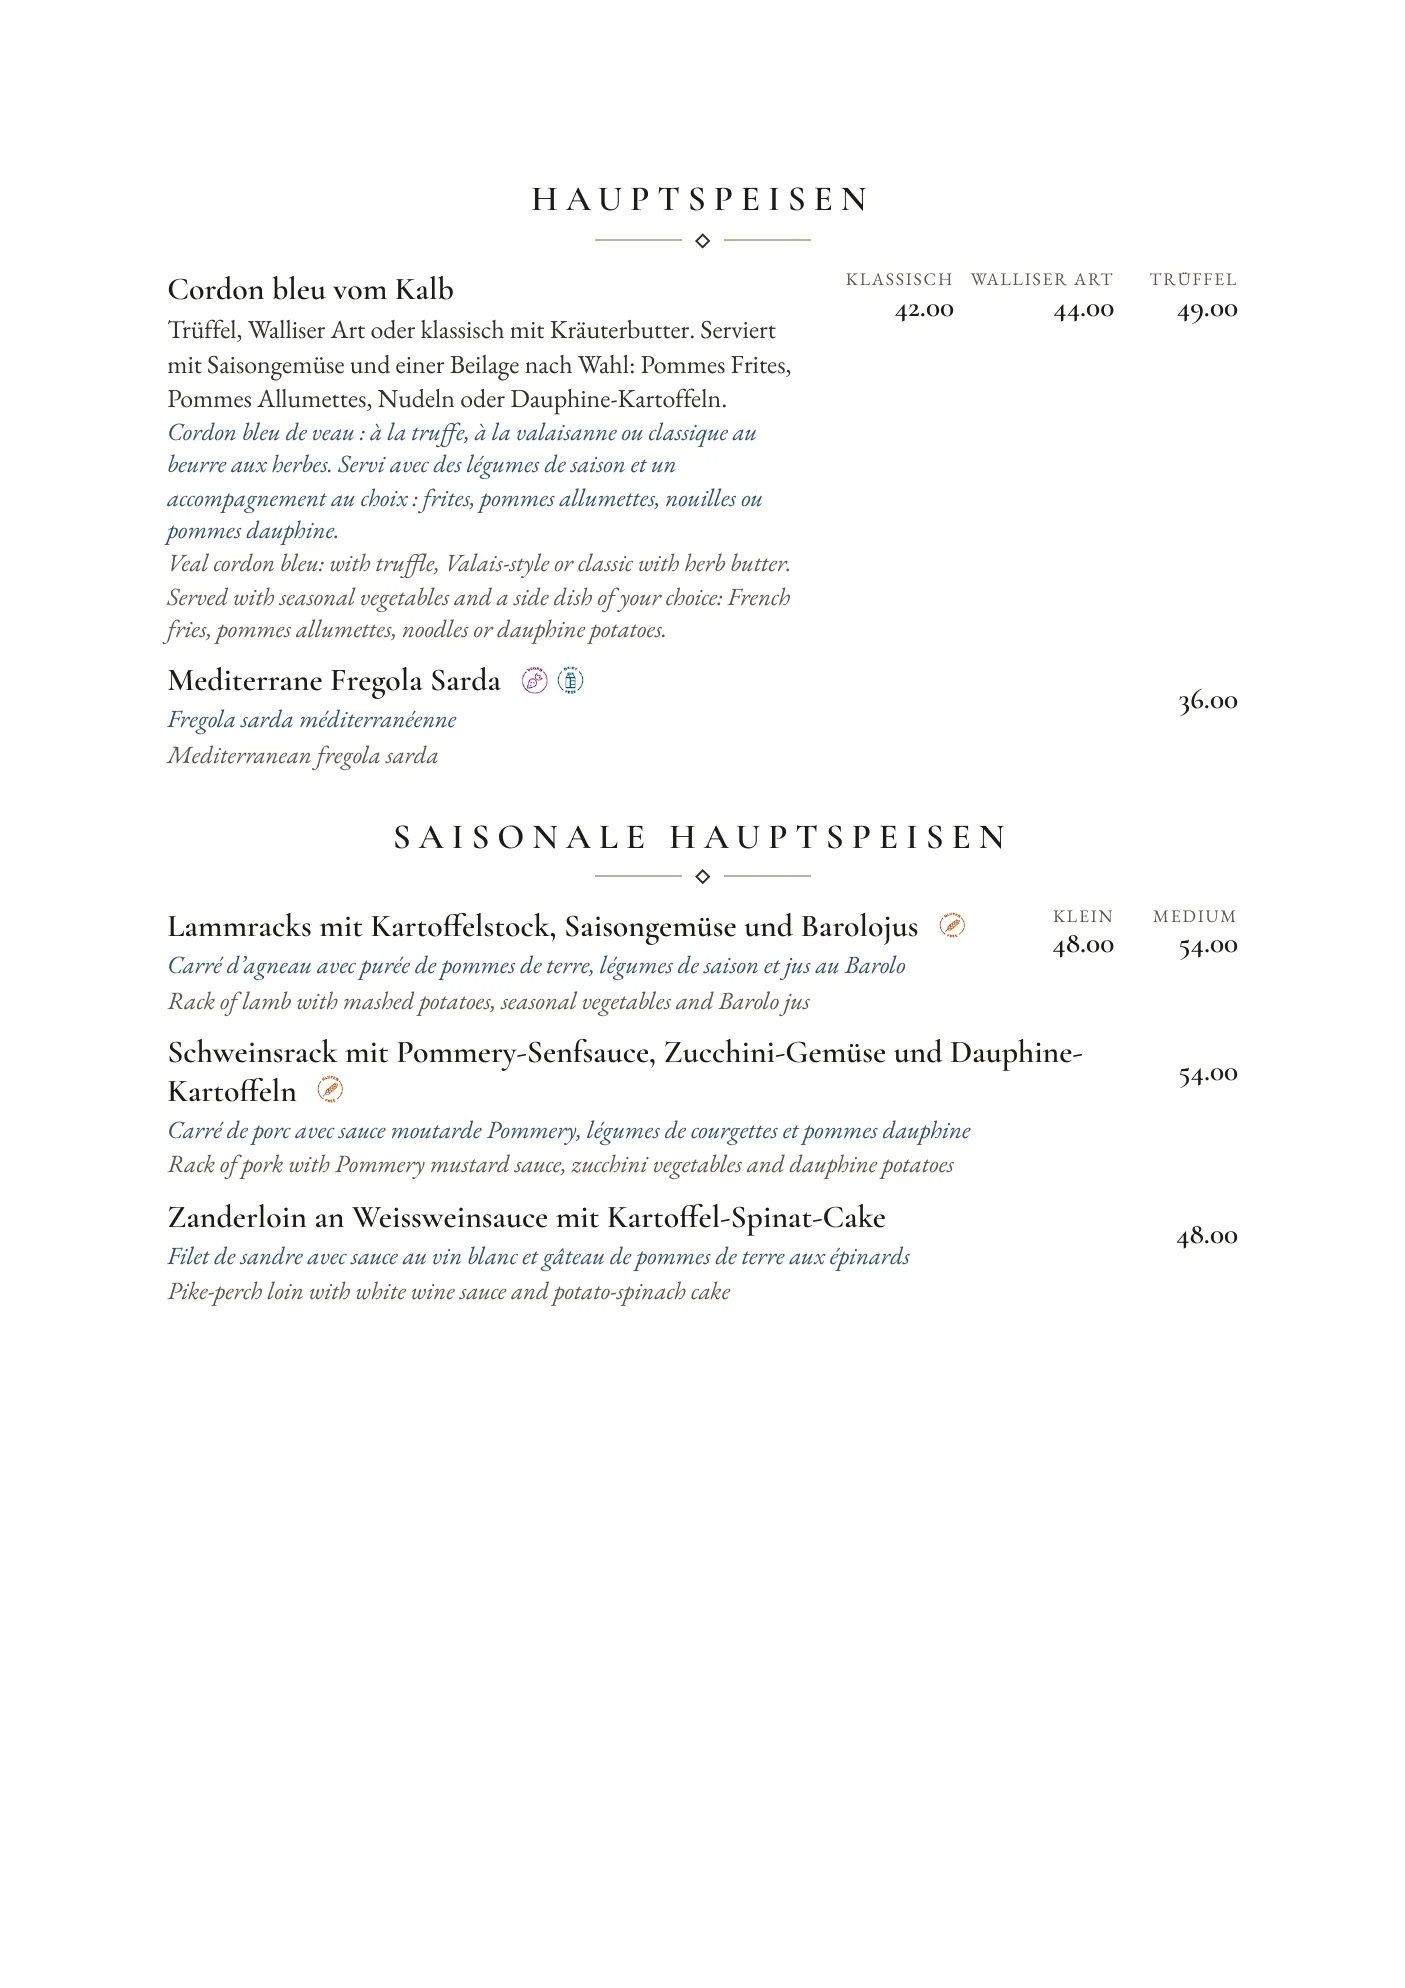 HAUPTSPEISEN
Cordon bleu vom Kalb
KLASSISCH WALLISER ART TRÜFFEL
42.00 44.00 49.00
Trüffel, Walliser Art oder klassisch mit Kräuterbutter. Serviert
mit Saisongemüse und einer Beilage nach Wahl: Pommes Frites,
Pommes Allumettes, Nudeln oder Dauphine-Kartoffeln.
Cordon bleu de veau : à la truffe, à la valaisanne ou classique au
beurre aux herbes. Servi avec des légumes de saison et un
accompagnement au choix : frites, pommes allumettes, nouilles ou
pommes dauphine.
Veal cordon bleu: with truffle, Valais-style or classic with herb butter.
Served with seasonal vegetables and a side dish of your choice: French
fries, pommes allumettes, noodles or dauphine potatoes.
Mediterrane Fregola Sarda VEGAN DAIRY FREE
36.00
Fregola sarda méditerranéenne
Mediterranean fregola sarda
SAISONALE HAUPTSPEISEN
Lammracks mit Kartoffelstock, Saisongemüse und Barolojus GLUTEN FREE
KLEIN MEDIUM
48.00 54.00
Carré d’agneau avec purée de pommes de terre, légumes de saison et jus au Barolo
Rack of lamb with mashed potatoes, seasonal vegetables and Barolo jus
Schweinsrack mit Pommery-Senfsauce, Zucchini-Gemüse und Dauphine-
Kartoffeln GLUTEN FREE
54.00
Carré de porc avec sauce moutarde Pommery, légumes de courgettes et pommes dauphine
Rack of pork with Pommery mustard sauce, zucchini vegetables and dauphine potatoes
Zanderloin an Weissweinsauce mit Kartoffel-Spinat-Cake
48.00
Filet de sandre avec sauce au vin blanc et gâteau de pommes de terre aux épinards
Pike-perch loin with white wine sauce and potato-spinach cake